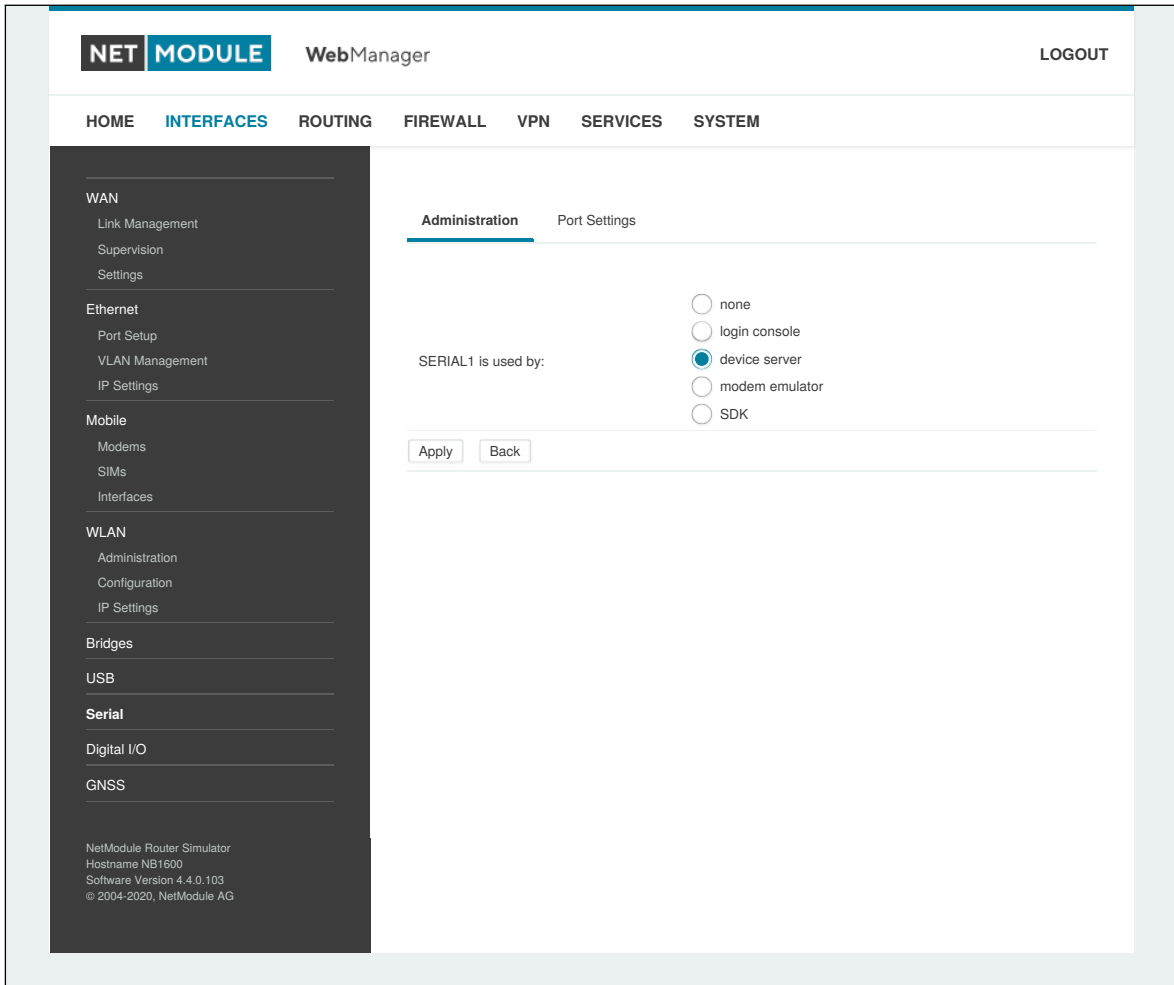 NET MODULE WebManager LOGOUT
HOME INTERFACES ROUTING FIREWALL VPN SERVICES SYSTEM
WAN
Link Management
Supervision
Settings
Ethernet
Port Setup
VLAN Management
IP Settings
Mobile
Modems
SIMs
Interfaces
WLAN
Administration
Configuration
IP Settings
Bridges
USB
Serial
Digital I/O
GNSS
NetModule Router Simulator
Hostname NB1600
Software Version 4.4.0.103
© 2004-2020, NetModule AG
Administration Port Settings
SERIAL1 is used by:
none
login console
device server
modem emulator
SDK
Apply Back